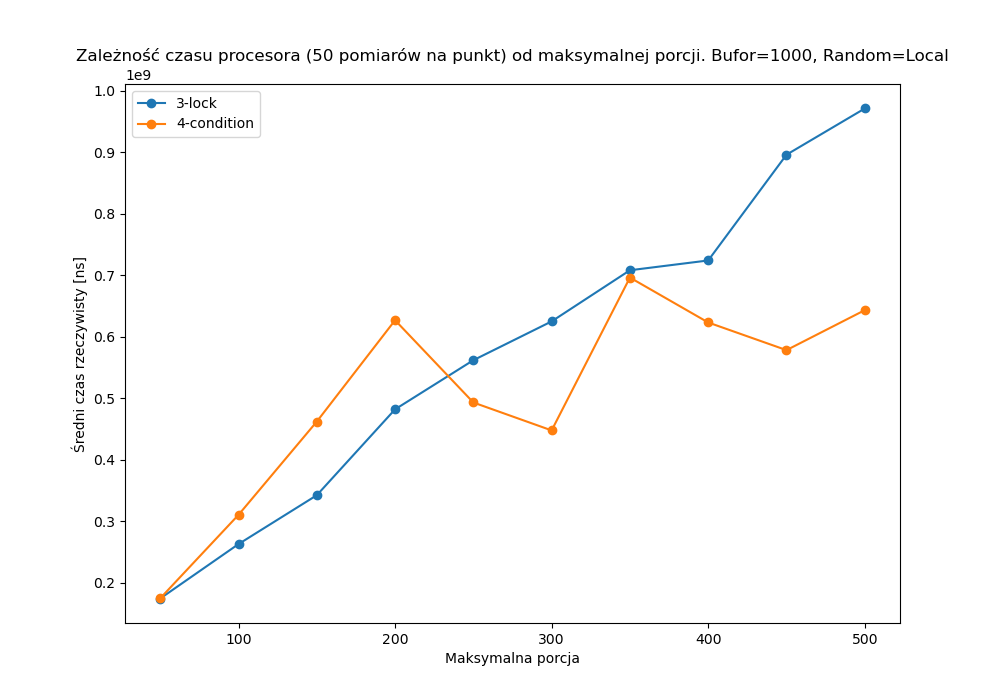 Zależność czasu procesora (50 pomiarów na punkt) od maksymalnej porcji. Bufor=1000, Random=Local
1e9
3-lock
4-condition
1.0
0.9
0.8
0.7
0.6
0.5
0.4
0.3
0.2
Średni czas rzeczywisty [ns]
100
200
300
400
500
Maksymalna porcja